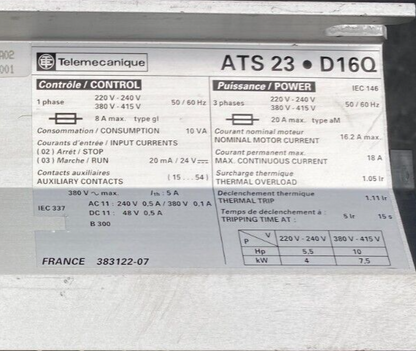 R02
001
Telemecanique
ATS 23 • D16Q
Contrôle / CONTROL
1 phase 220 V - 240 V 380 V - 415 V 50 / 60 Hz
8 A max. type gl
Consommation / CONSUMPTION 10 VA
Courants d'entrée / INPUT CURRENTS
(02) Arrêt / STOP
(03) Marche / RUN 20 mA / 24 V
Contacts auxiliaires
AUXILIARY CONTACTS (15 ... 54)
380 V ~ max. Ith : 5 A
IEC 337 AC 11 : 240 V 0,5 A / 380 V 0,1 A
DC 11 : 48 V 0,5 A
B 300
FRANCE 383122-07
Puissance / POWER IEC 146
3 phases 220 V - 240 V 380 V - 415 V 50 / 60 Hz
20 A max. type aM
Courant nominal moteur
NOMINAL MOTOR CURRENT 16.2 A max.
Courant permanent max.
MAX. CONTINUOUS CURRENT 18 A
Surcharge thermique
THERMAL OVERLOAD 1.05 Ir
Déclenchement thermique
THERMAL TRIP 1.11 Ir
Temps de déclenchement à :
TRIPPING TIME AT : 5 Ir 15 s
P V 220 V - 240 V 380 V - 415 V
Hp 5,5 10
kW 4 7,5